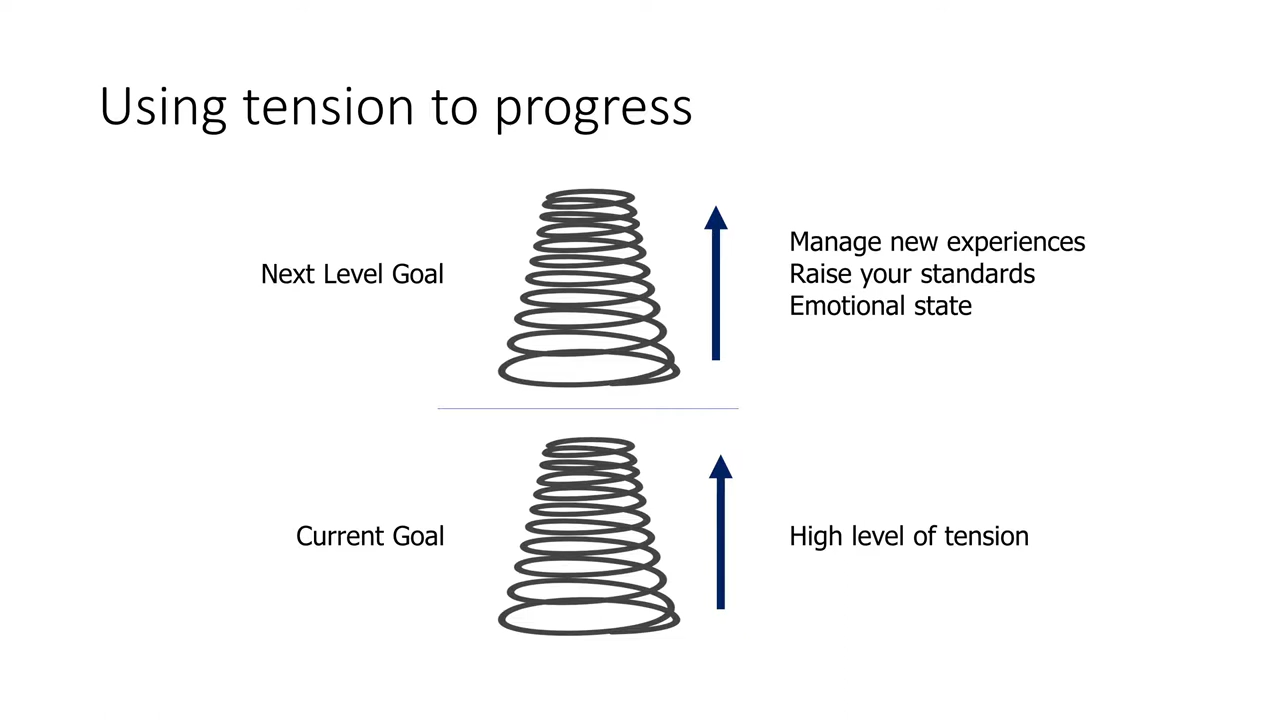 Using tension to progress
Next Level Goal
Manage new experiences
Raise your standards
Emotional state
Current Goal
High level of tension